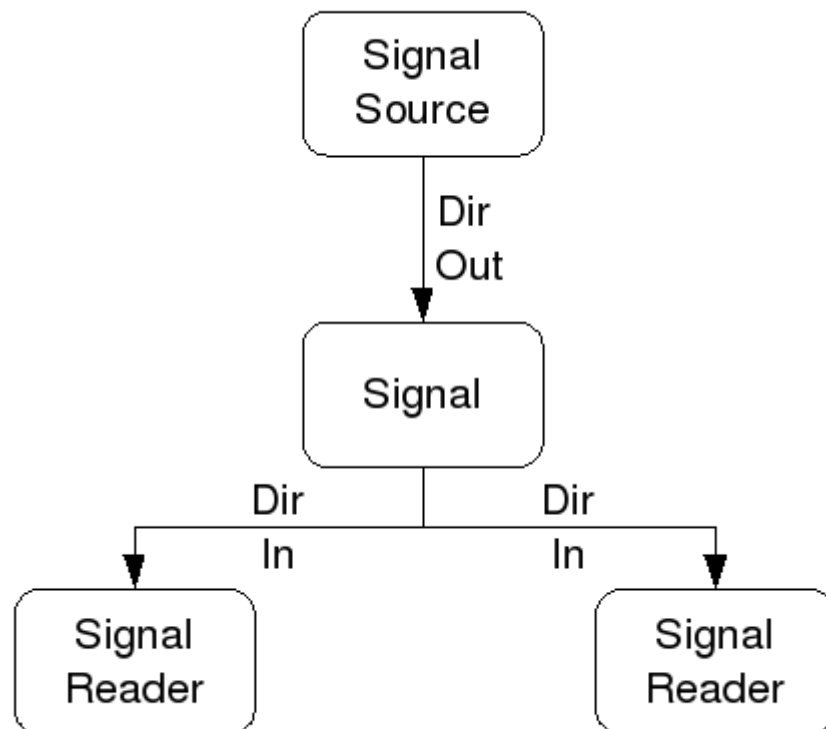 Signal
Source
Dir
Out
Signal
Dir
In
Dir
In
Signal
Reader
Signal
Reader